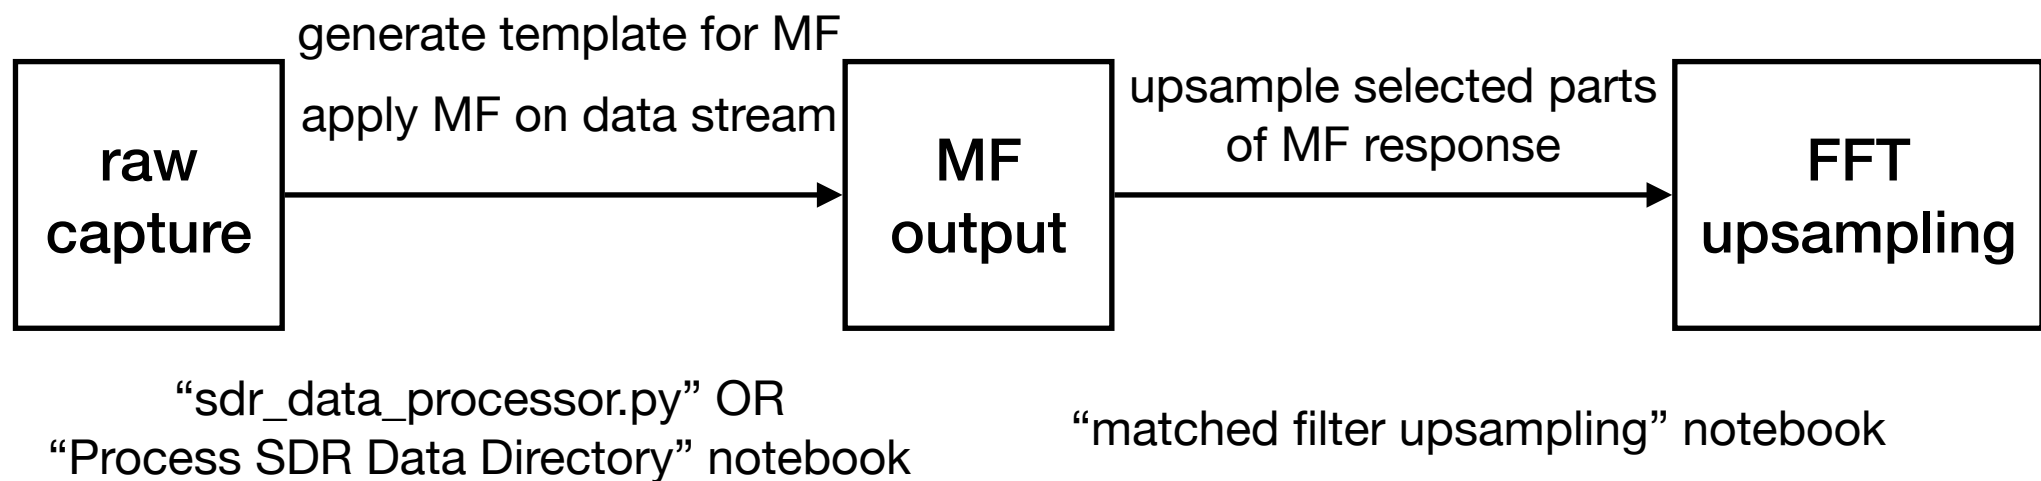 generate template for MF
apply MF on data stream
raw
capture
MF
output
upsample selected parts
of MF response
FFT
upsampling
“sdr_data_processor.py” OR
“Process SDR Data Directory” notebook
“matched filter upsampling” notebook